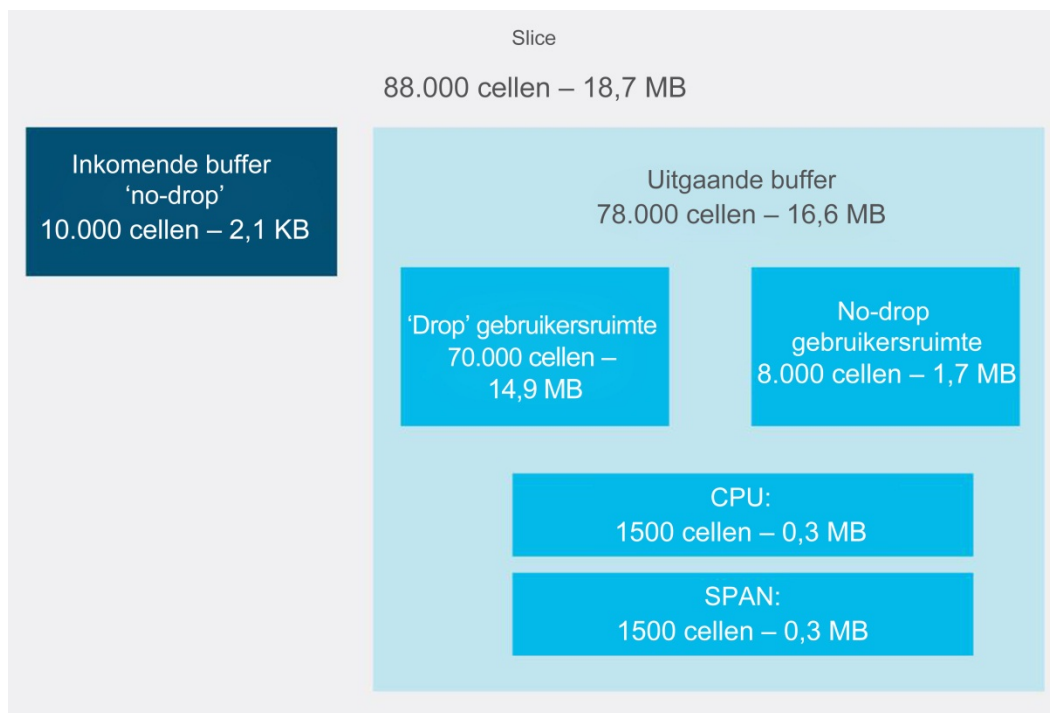 Slice
88.000 cellen – 18,7 MB
Inkomende buffer
‘no-drop’
10.000 cellen – 2,1 KB
Uitgaande buffer
78.000 cellen – 16,6 MB
‘Drop’ gebruikersruimte
70.000 cellen –
14,9 MB
No-drop
gebruikersruimte
8.000 cellen – 1,7 MB
CPU:
1500 cellen – 0,3 MB
SPAN:
1500 cellen – 0,3 MB